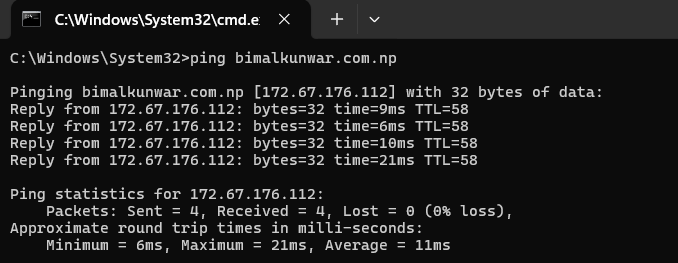 C:\Windows\System32\cmd.e
C:\Windows\System32>ping bimalkunwar.com.np
Pinging bimalkunwar.com.np [172.67.176.112] with 32 bytes of data:
Reply from 172.67.176.112: bytes=32 time=9ms TTL=58
Reply from 172.67.176.112: bytes=32 time=6ms TTL=58
Reply from 172.67.176.112: bytes=32 time=10ms TTL=58
Reply from 172.67.176.112: bytes=32 time=21ms TTL=58
Ping statistics for 172.67.176.112:
    Packets: Sent = 4, Received = 4, Lost = 0 (0% loss),
Approximate round trip times in milli-seconds:
    Minimum = 6ms, Maximum = 21ms, Average = 11ms